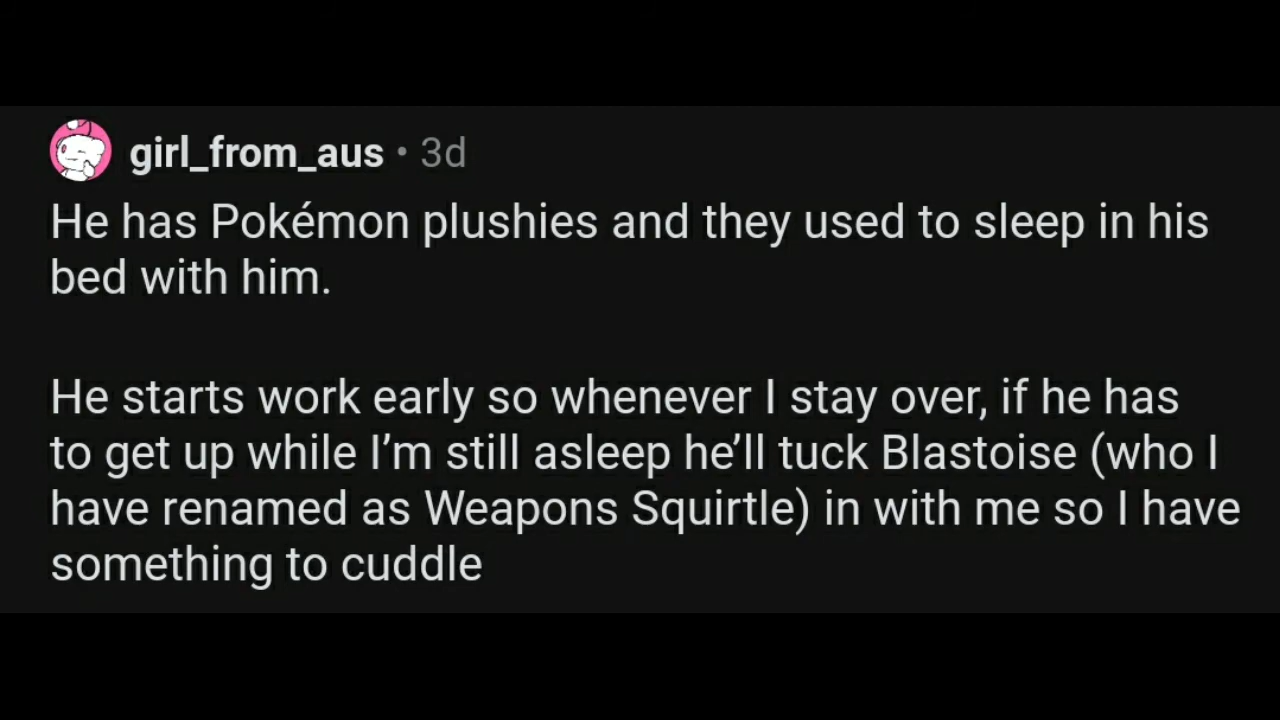 girl_from_aus • 3d
He has Pokémon plushies and they used to sleep in his
bed with him.
He starts work early so whenever I stay over, if he has
to get up while I’m still asleep he’ll tuck Blastoise (who I
have renamed as Weapons Squirtle) in with me so I have
something to cuddle